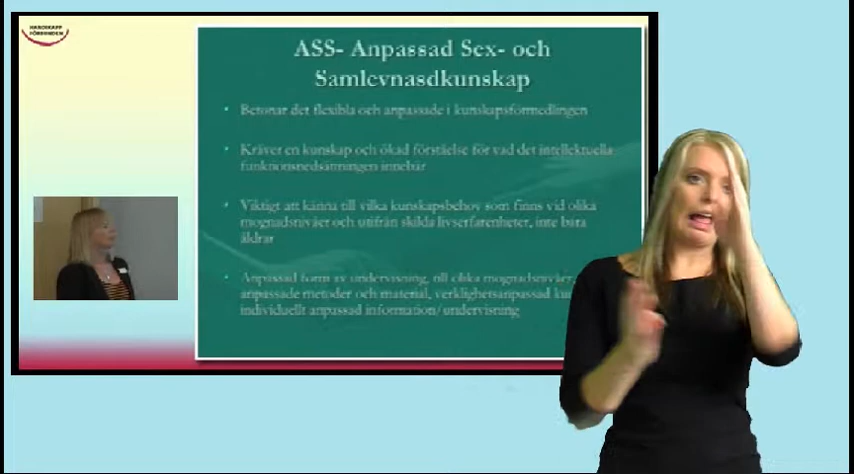 HANDIKAPP
FÖRBUNDEN
ASS- Anpassad Sex- och
Samlevnasdkunskap
• Betonar det flexibla och anpassade i kunskapsförmedlingen
• Kräver en kunskap och ökad förståelse för vad det intellektuella
funktionsnedsättningen innebär
• Viktigt att känna till vilka kunskapsbehov som finns vid olika
mognadsnivåer och utifrån skilda livserfarenheter, inte bara
åldrar
• Anpassad form av undervisning, till olika mognadsnivåer,
anpassade metoder och material, verklighetsanpassad
individuellt anpassad information/undervisning